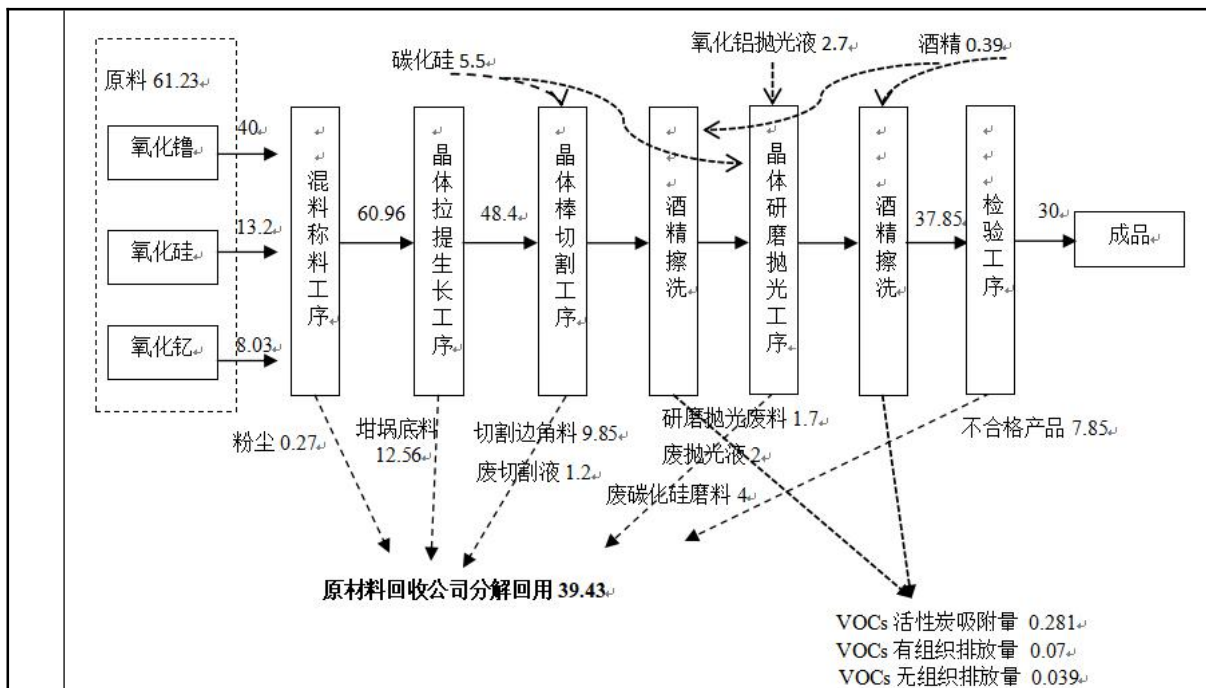 氧化铝抛光液 2.7
酒精 0.39
碳化硅 5.5
原料 61.23
氧化镥
40
氧化硅
13.2
氧化钇
8.03
混料称料工序
60.96
晶体拉提生长工序
48.4
晶体棒切割工序
酒精擦洗
晶体研磨抛光工序
酒精擦洗
37.85
检验工序
30
成品
粉尘 0.27
坩埚底料
12.56
切割边角料 9.85
废切割液 1.2
研磨抛光废料 1.7
废抛光液 2
废碳化硅磨料 4
不合格产品 7.85
原材料回收公司分解回用 39.43
VOCs 活性炭吸附量 0.281
VOCs 有组织排放量 0.07
VOCs 无组织排放量 0.039